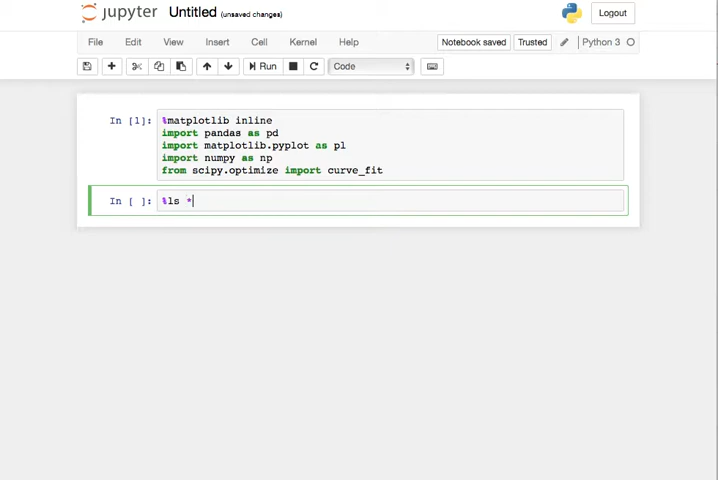 jupyter Untitled (unsaved changes) Logout
File Edit View Insert Cell Kernel Help Notebook saved Trusted Python 3
Run Code
In [1]: %matplotlib inline
import pandas as pd
import matplotlib.pyplot as pl
import numpy as np
from scipy.optimize import curve_fit
In [ ]: %ls *